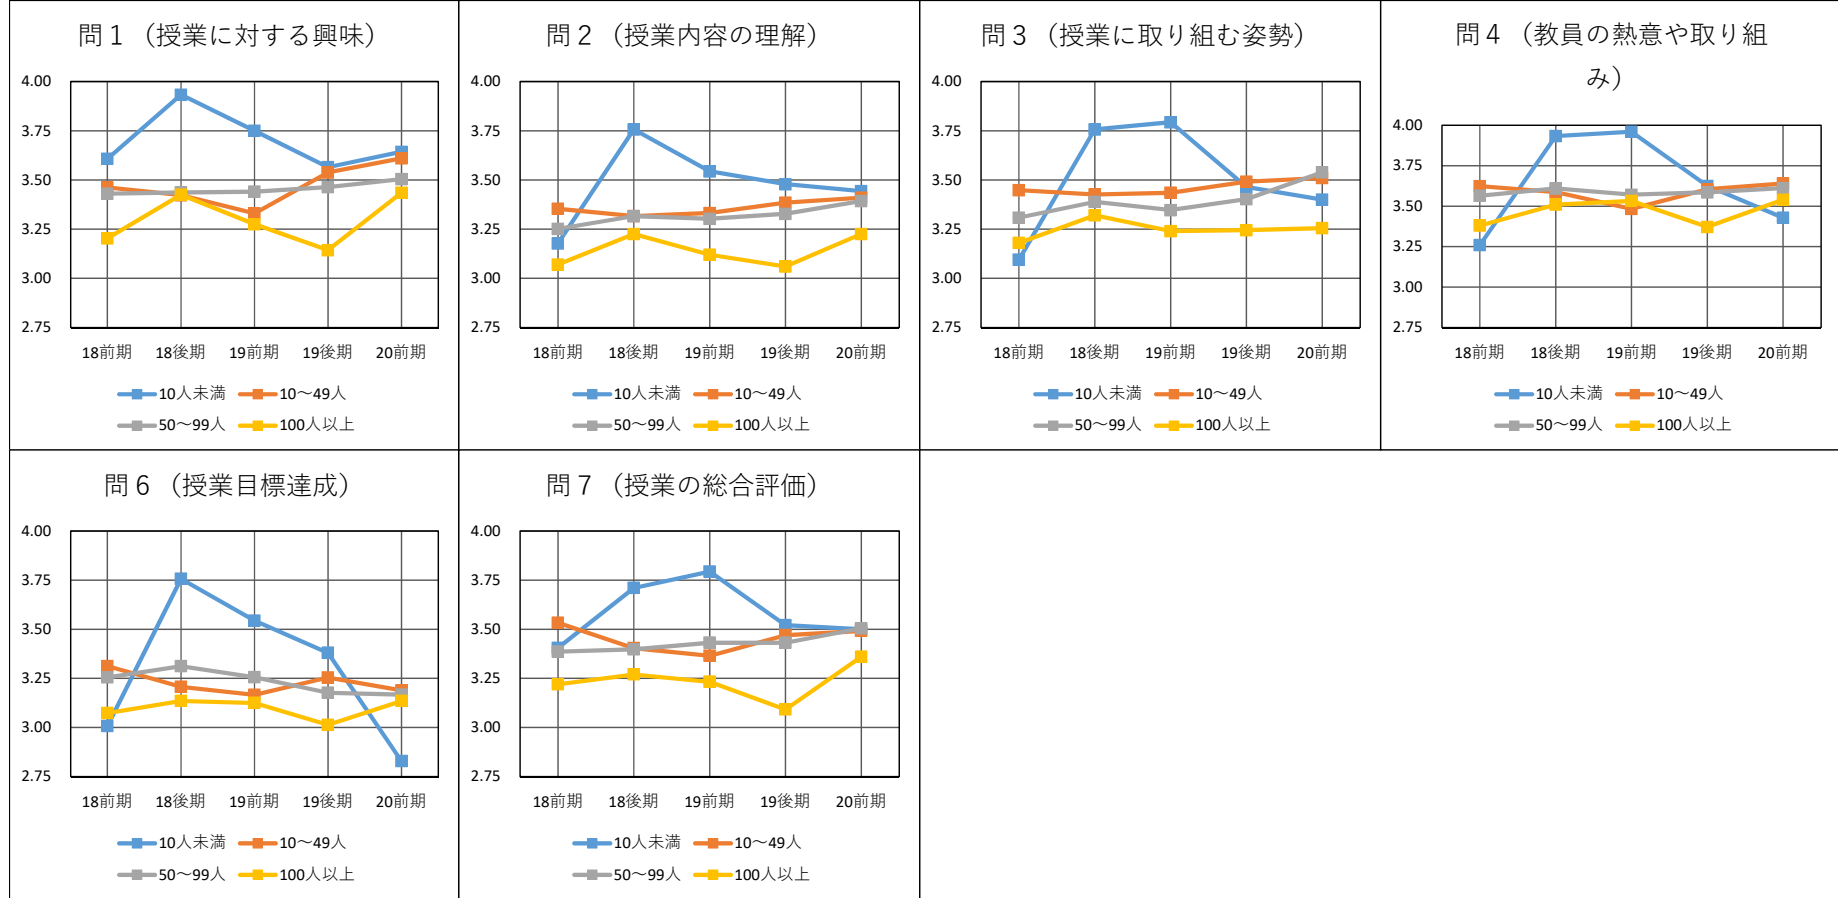 問１（授業に対する興味）
4.00
3.75
3.50
3.25
3.00
2.75
18前期 18後期 19前期 19後期 20前期
10人未満 10～49人
50～99人 100人以上
問２（授業内容の理解）
4.00
3.75
3.50
3.25
3.00
2.75
18前期 18後期 19前期 19後期 20前期
10人未満 10～49人
50～99人 100人以上
問３（授業に取り組む姿勢）
4.00
3.75
3.50
3.25
3.00
2.75
18前期 18後期 19前期 19後期 20前期
10人未満 10～49人
50～99人 100人以上
問４（教員の熱意や取り組
み）
4.00
3.75
3.50
3.25
3.00
2.75
18前期 18後期 19前期 19後期 20前期
10人未満 10～49人
50～99人 100人以上
問６（授業目標達成）
4.00
3.75
3.50
3.25
3.00
2.75
18前期 18後期 19前期 19後期 20前期
10人未満 10～49人
50～99人 100人以上
問７（授業の総合評価）
4.00
3.75
3.50
3.25
3.00
2.75
18前期 18後期 19前期 19後期 20前期
10人未満 10～49人
50～99人 100人以上